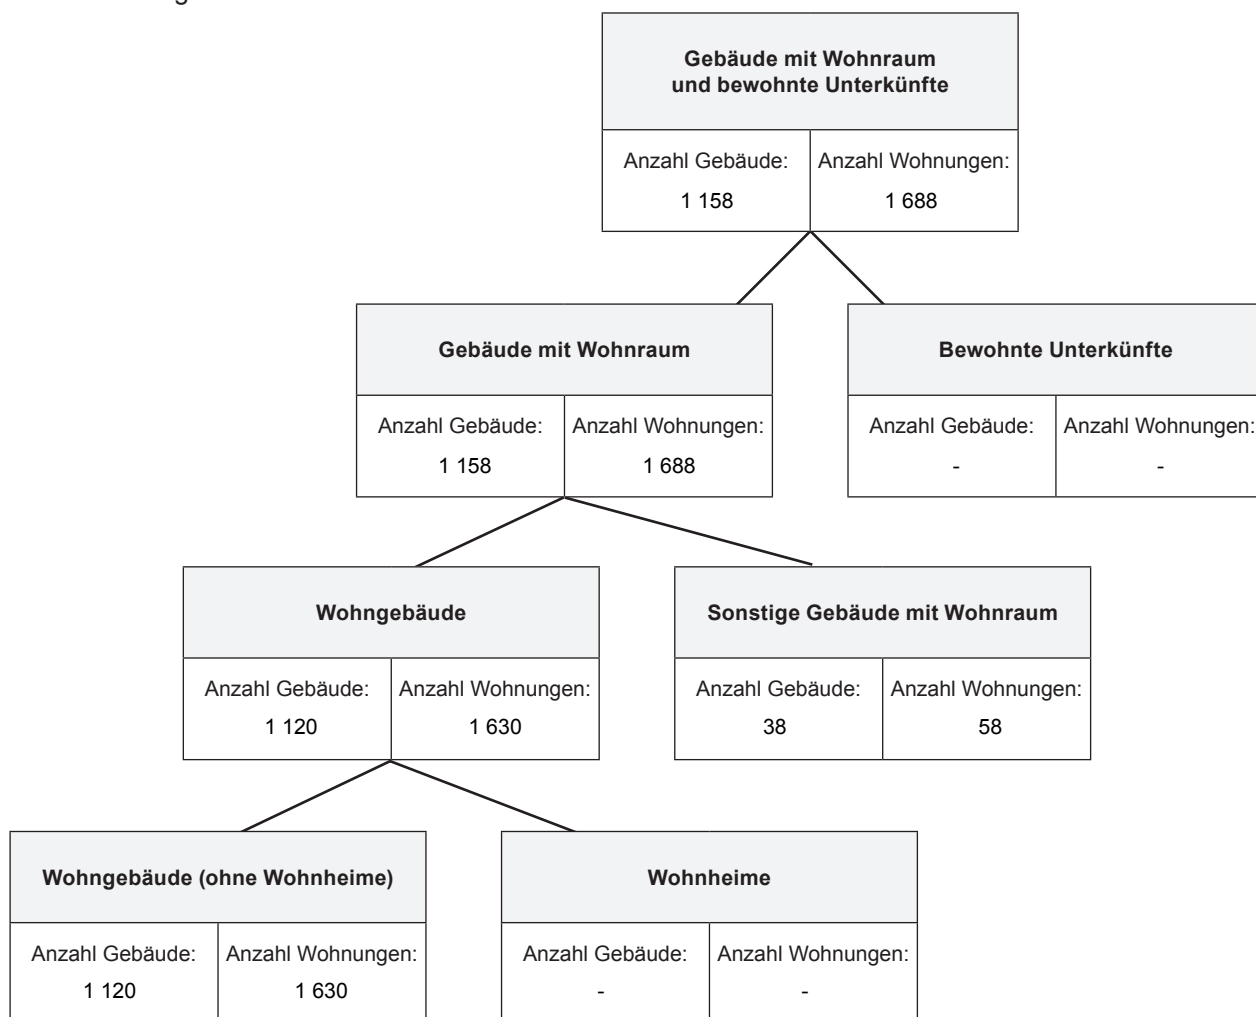 Gebäude mit Wohnraum
und bewohnte Unterkünfte
Anzahl Gebäude: Anzahl Wohnungen:
1 158 1 688
Gebäude mit Wohnraum Bewohnte Unterkünfte
Anzahl Gebäude: Anzahl Wohnungen: Anzahl Gebäude: Anzahl Wohnungen:
1 158 1 688 - -
Wohngebäude Sonstige Gebäude mit Wohnraum
Anzahl Gebäude: Anzahl Wohnungen: Anzahl Gebäude: Anzahl Wohnungen:
1 120 1 630 38 58
Wohngebäude (ohne Wohnheime) Wohnheime
Anzahl Gebäude: Anzahl Wohnungen: Anzahl Gebäude: Anzahl Wohnungen:
1 120 1 630 - -